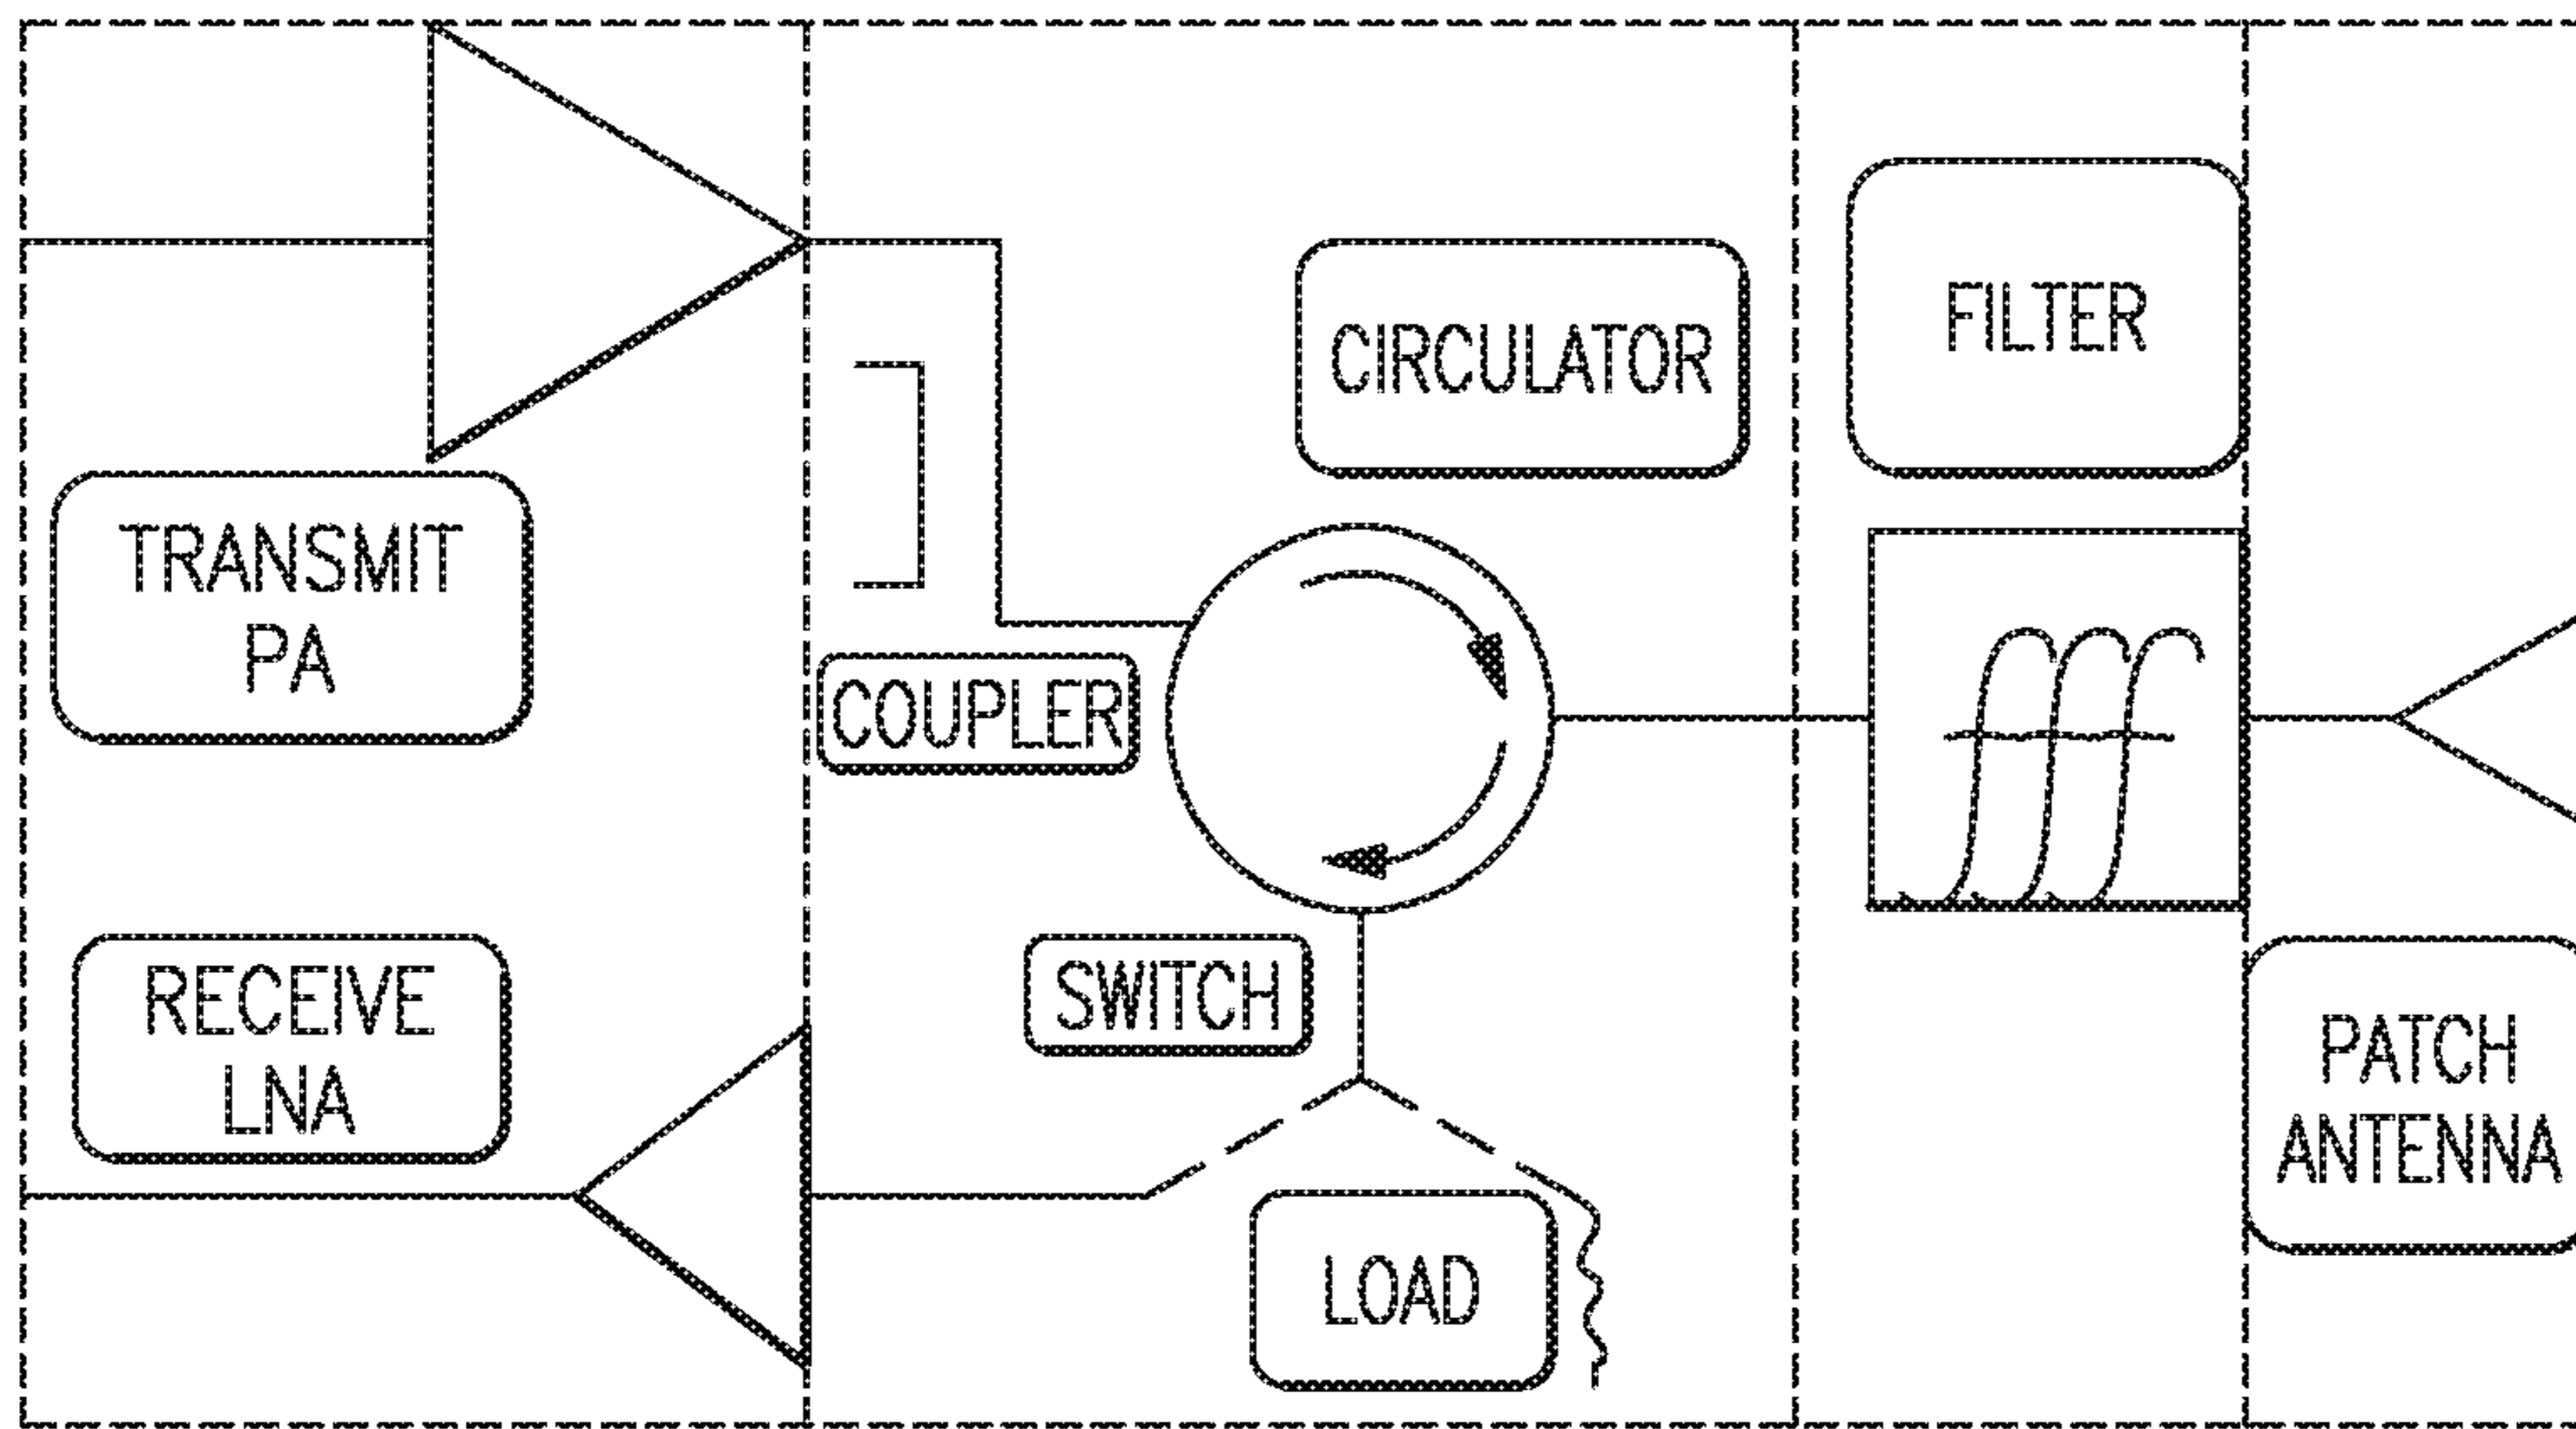 TRANSMIT
PA
COUPLER
CIRCULATOR
FILTER
RECEIVE
LNA
SWITCH
LOAD
PATCH
ANTENNA